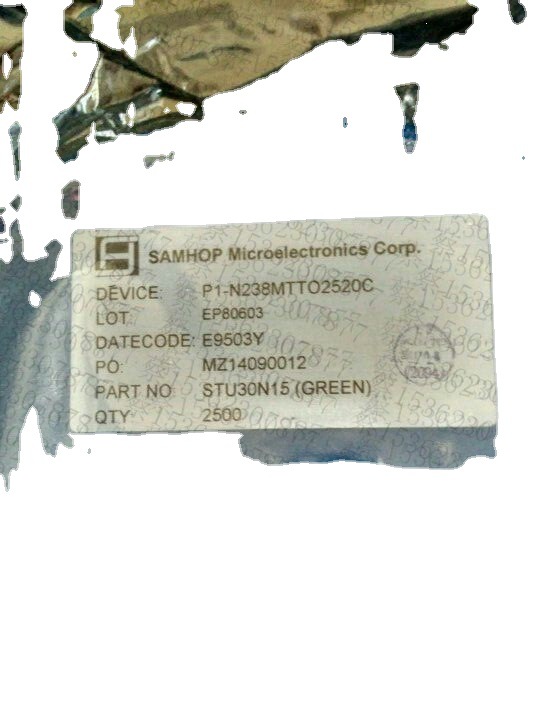 SAMHOP Microelectronics Corp.
DEVICE: P1-N238MTTO2520C
LOT EP80603
DATECODE: E9503Y
PO: MZ14090012
PART NO STU30N15 (GREEN)
QTY 2500